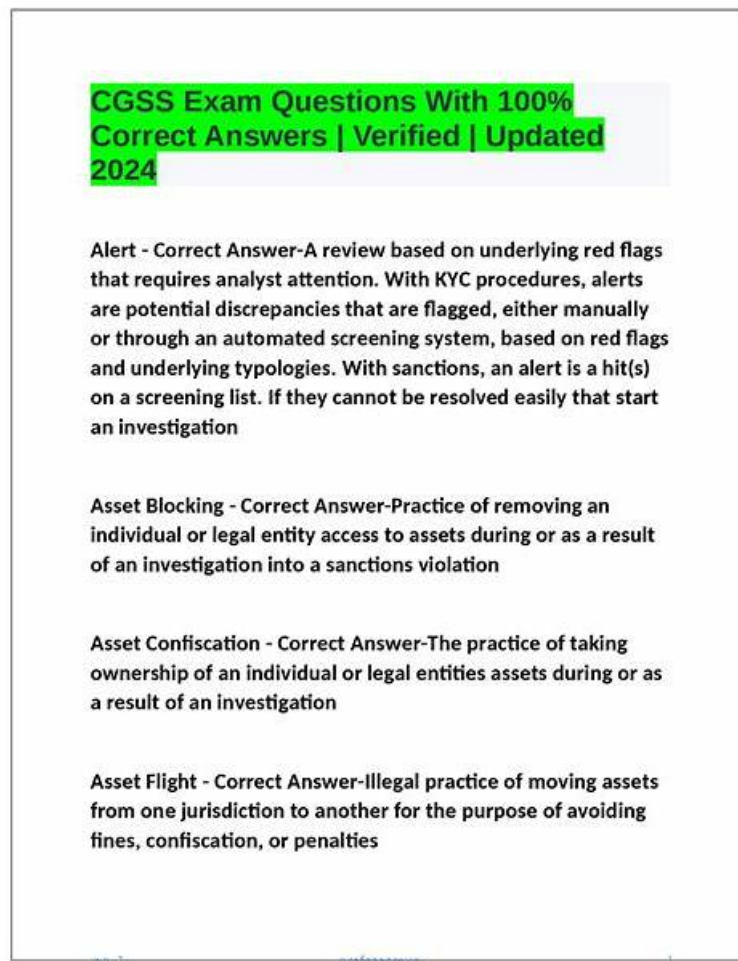 CGSS Exam Questions With 100%
Correct Answers | Verified | Updated
2024
Alert - Correct Answer-A review based on underlying red flags
that requires analyst attention. With KYC procedures, alerts
are potential discrepancies that are flagged, either manually
or through an automated screening system, based on red flags
and underlying typologies. With sanctions, an alert is a hit(s)
on a screening list. If they cannot be resolved easily that start
an investigation
Asset Blocking - Correct Answer-Practice of removing an
individual or legal entity access to assets during or as a result
of an investigation into a sanctions violation
Asset Confiscation - Correct Answer-The practice of taking
ownership of an individual or legal entities assets during or as
a result of an investigation
Asset Flight - Correct Answer-Illegal practice of moving assets
from one jurisdiction to another for the purpose of avoiding
fines, confiscation, or penalties